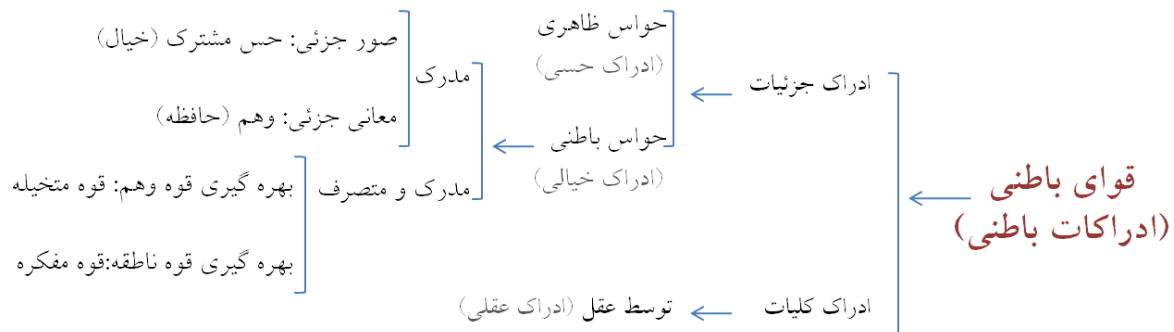 قوای باطنی
(ادراکات باطنی)
ادراک جزئیات
حواس ظاهری
(ادراک حسی)
حواس باطنی
(ادراک خیالی)
مدرک
صور جزئی: حس مشترک (خیال)
معانی جزئی: وهم (حافظه)
مدرک و متصرف
بهره گیری قوه وهم: قوه متخیله
بهره گیری قوه ناطقه:قوه مفکره
ادراک کلیات
توسط عقل (ادراک عقلی)